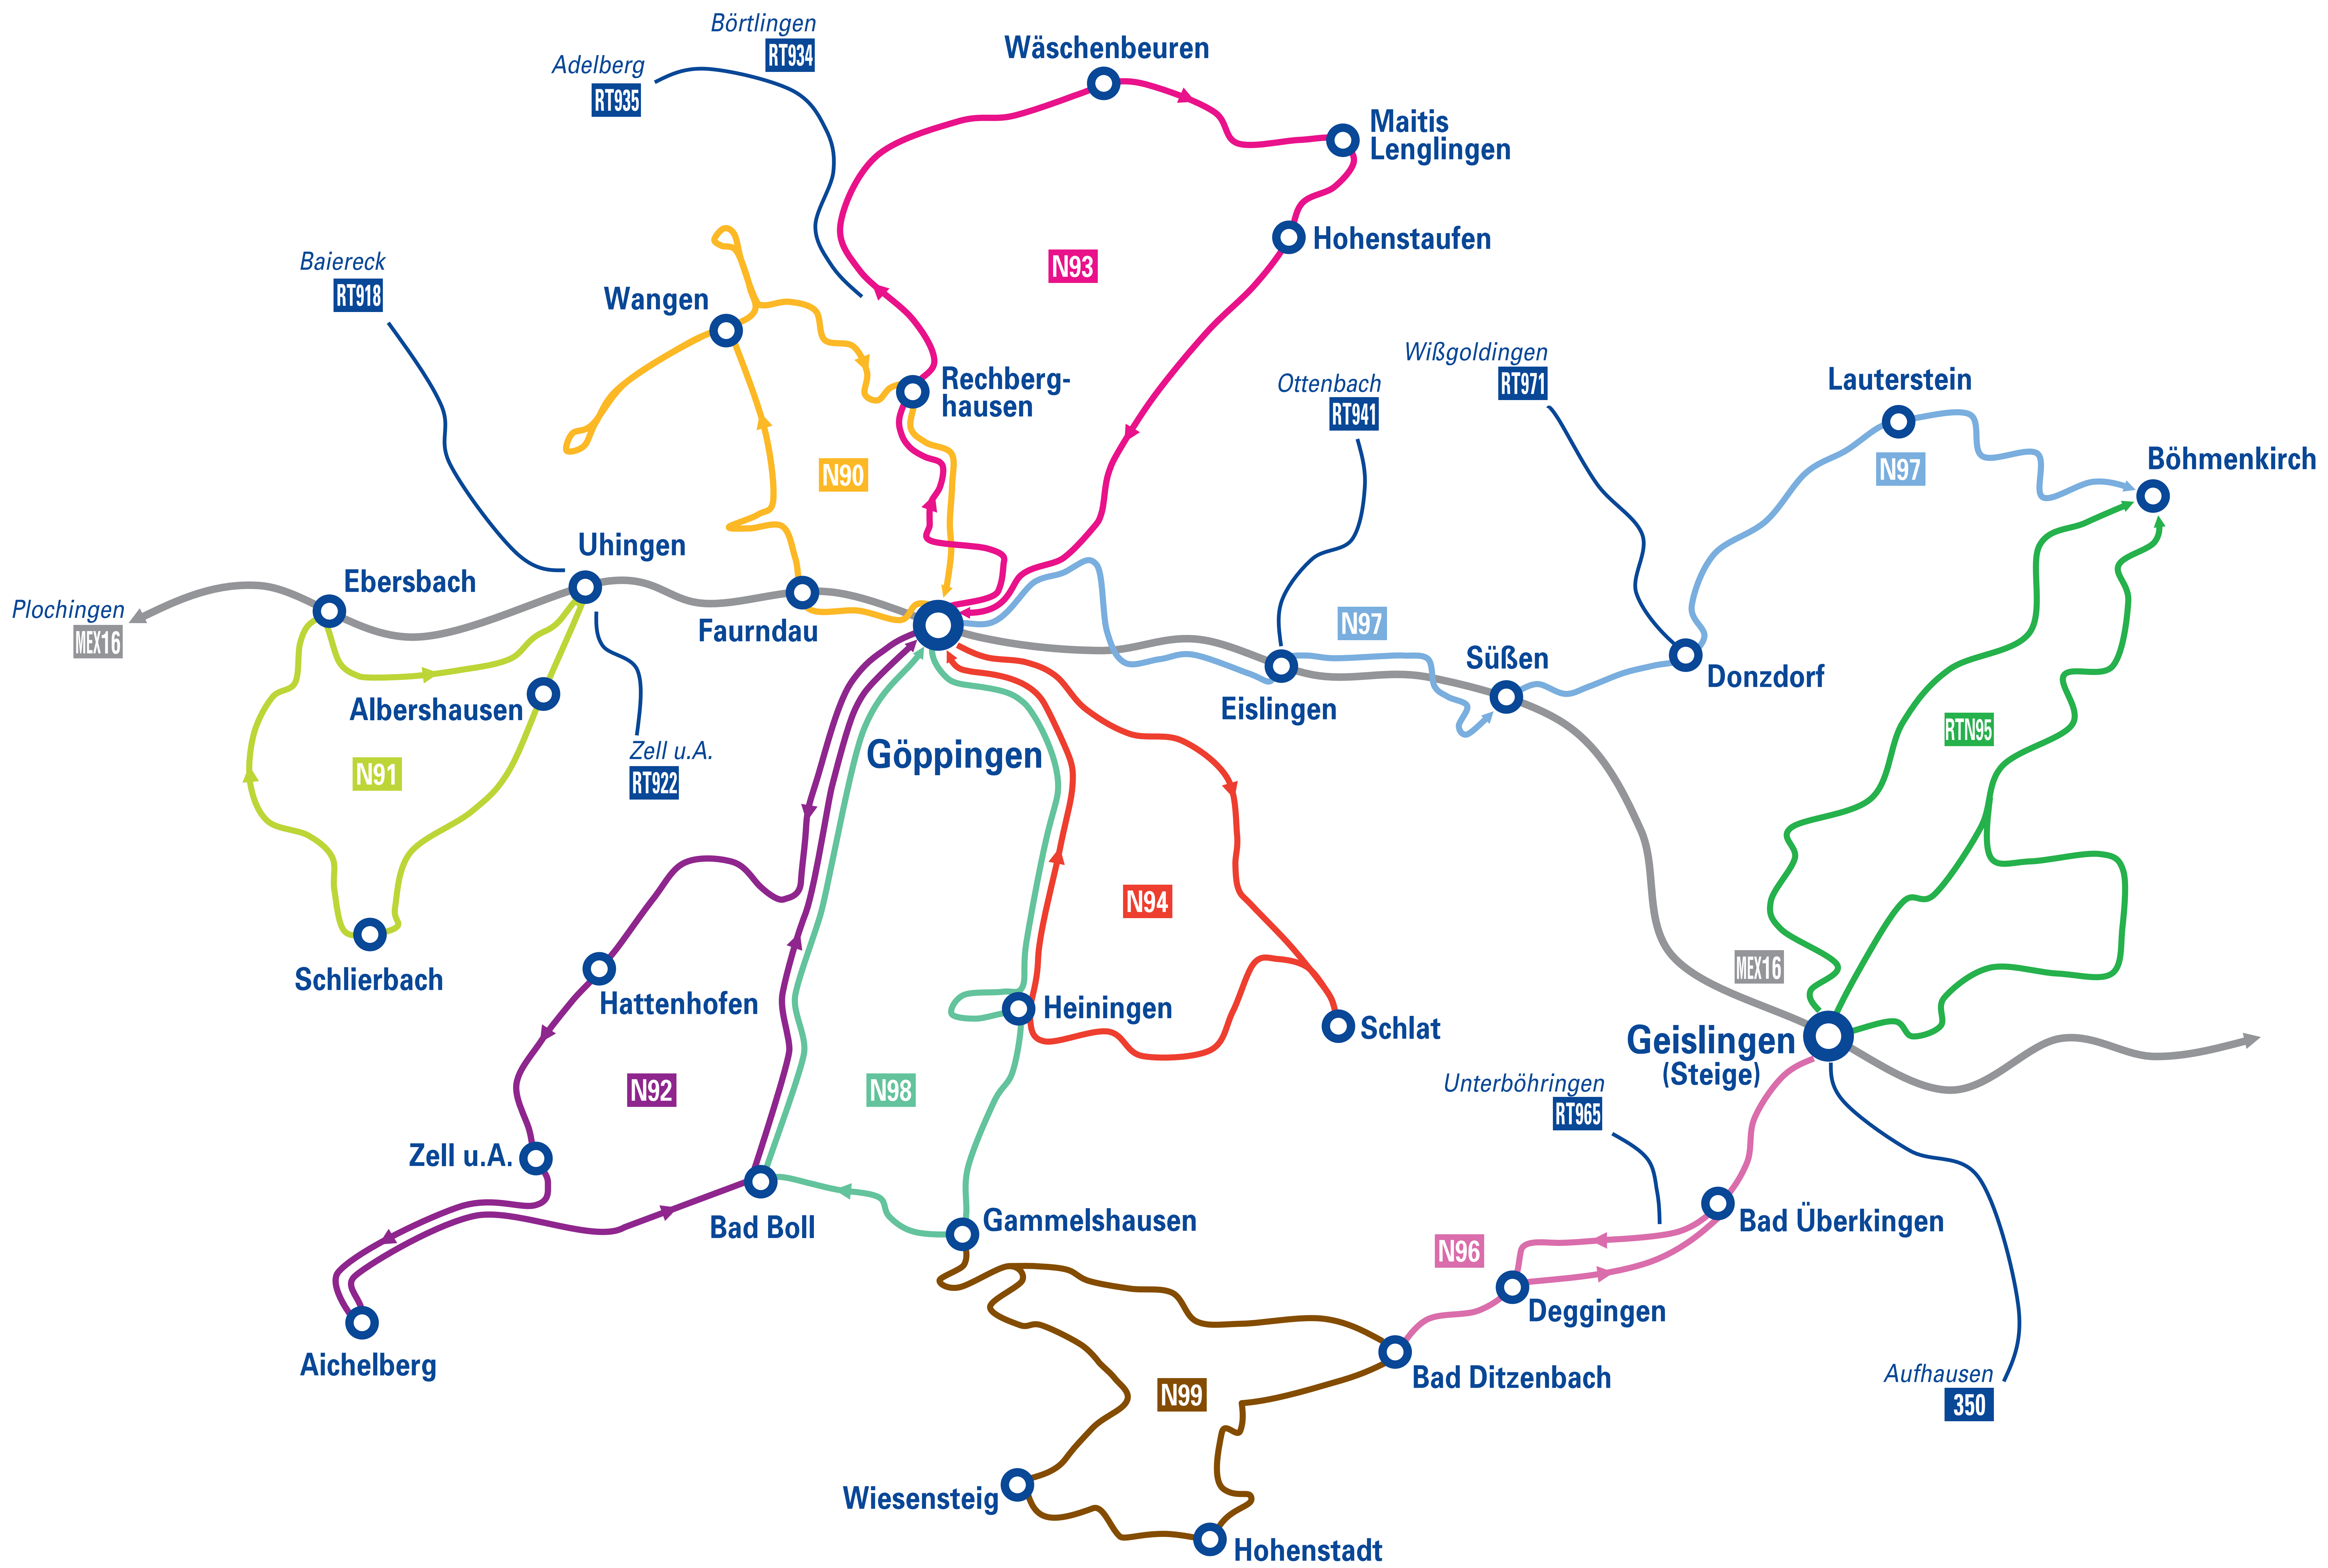 Börtlingen
RT934
Adelberg
RT935
Wäschenbeuren
Maitis
Lenglingen
Hohenstaufen
N93
Baiereck
RT918
Wangen
Rechberg-
hausen
N90
Ottenbach
RT941
Wißgoldingen
RT971
Lauterstein
N97
Böhmenkirch
Uhingen
Ebersbach
Plochingen
MEX16
Faurndau
N97
Süßen
Donzdorf
Eislingen
Albershausen
N91
Zell u.A.
RT922
Göppingen
RTN95
N94
Schlierbach
Hattenhofen
Heiningen
Schlat
MEX16
Geislingen
(Steige)
N92
N98
Unterböhringen
RT965
Zell u.A.
Bad Boll
Gammelshausen
Bad Überkingen
N96
Deggingen
Aichelberg
Bad Ditzenbach
N99
Aufhausen
350
Wiesensteig
Hohenstadt